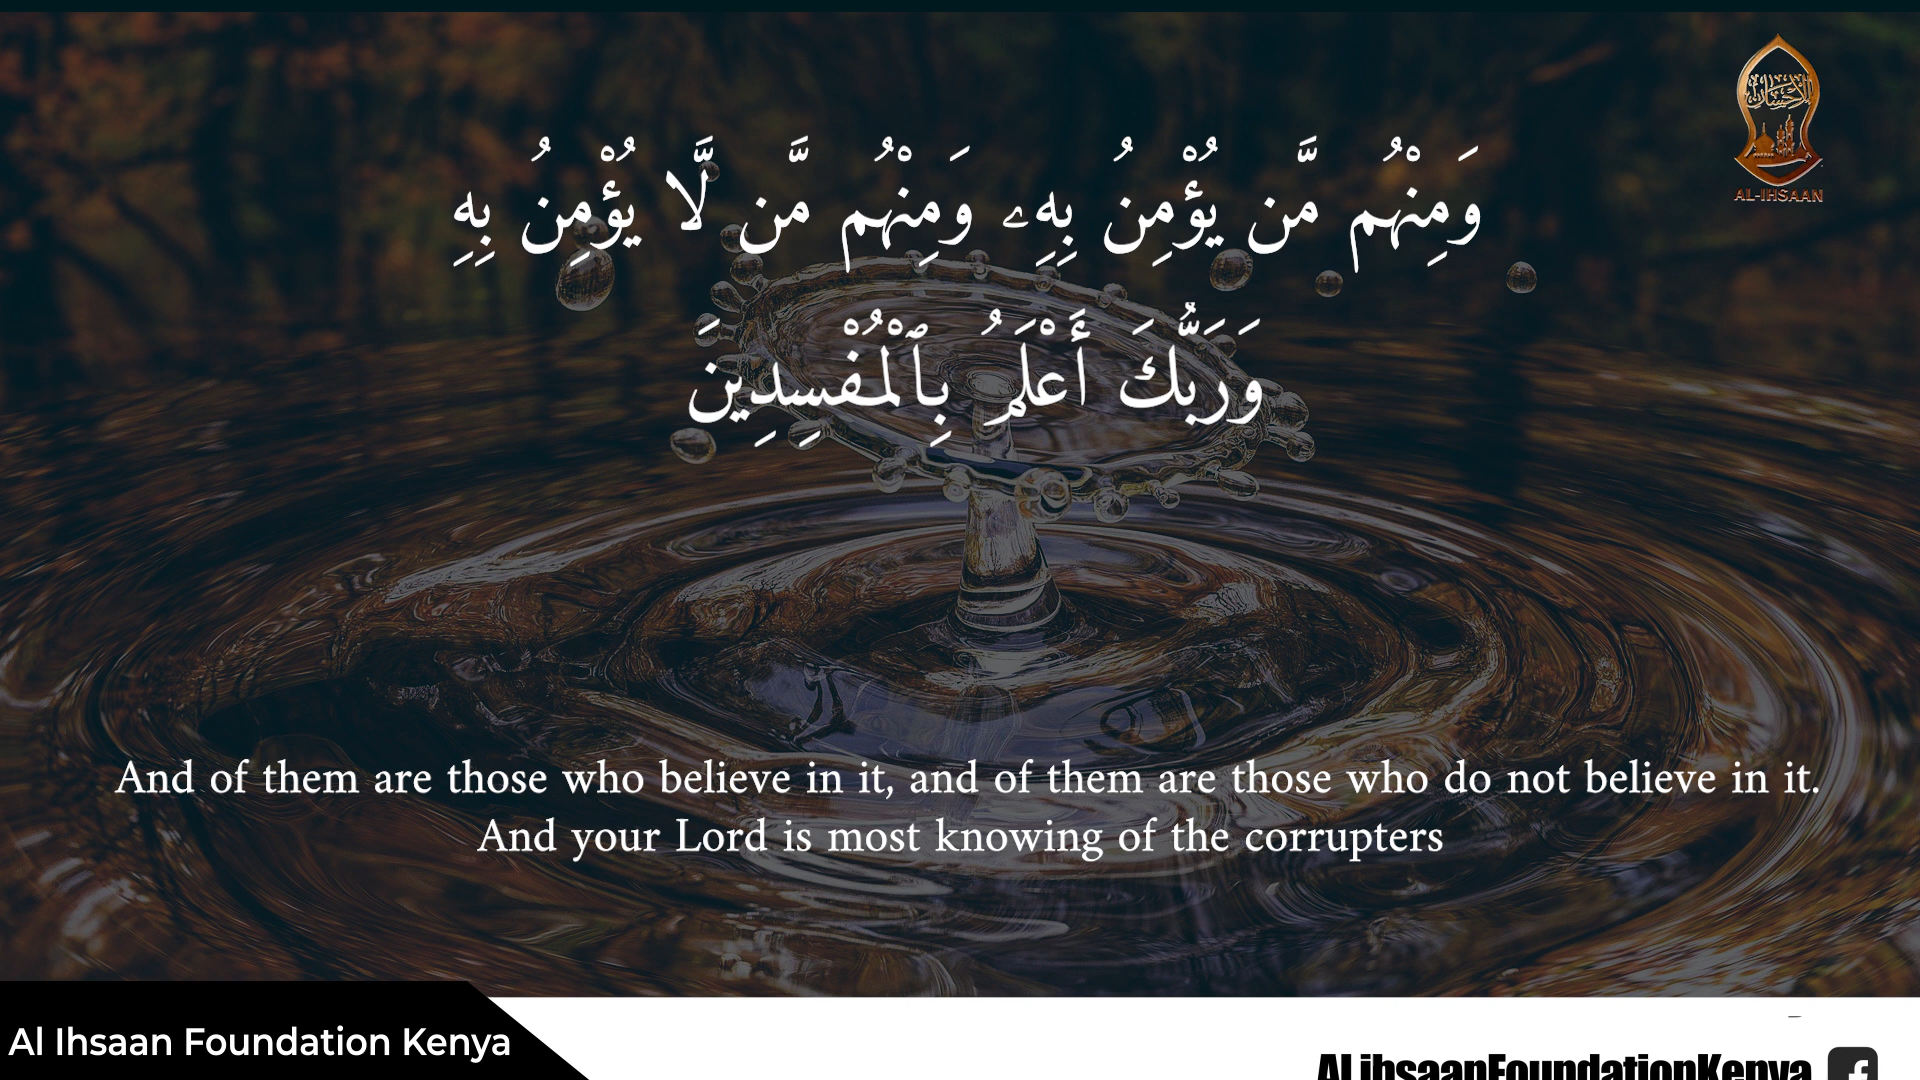 الإحسان
AL-IHSAAN
وَمِنْهُم مَّن يُؤْمِنُ بِهِۦ وَمِنْهُم مَّن لَّا يُؤْمِنُ بِهِ
وَرَبُّكَ أَعْلَمُ بِٱلْمُفْسِدِينَ
And of them are those who believe in it, and of them are those who do not believe in it.
And your Lord is most knowing of the corrupters
Al Ihsaan Foundation Kenya
ALihsaanFoundationKenya